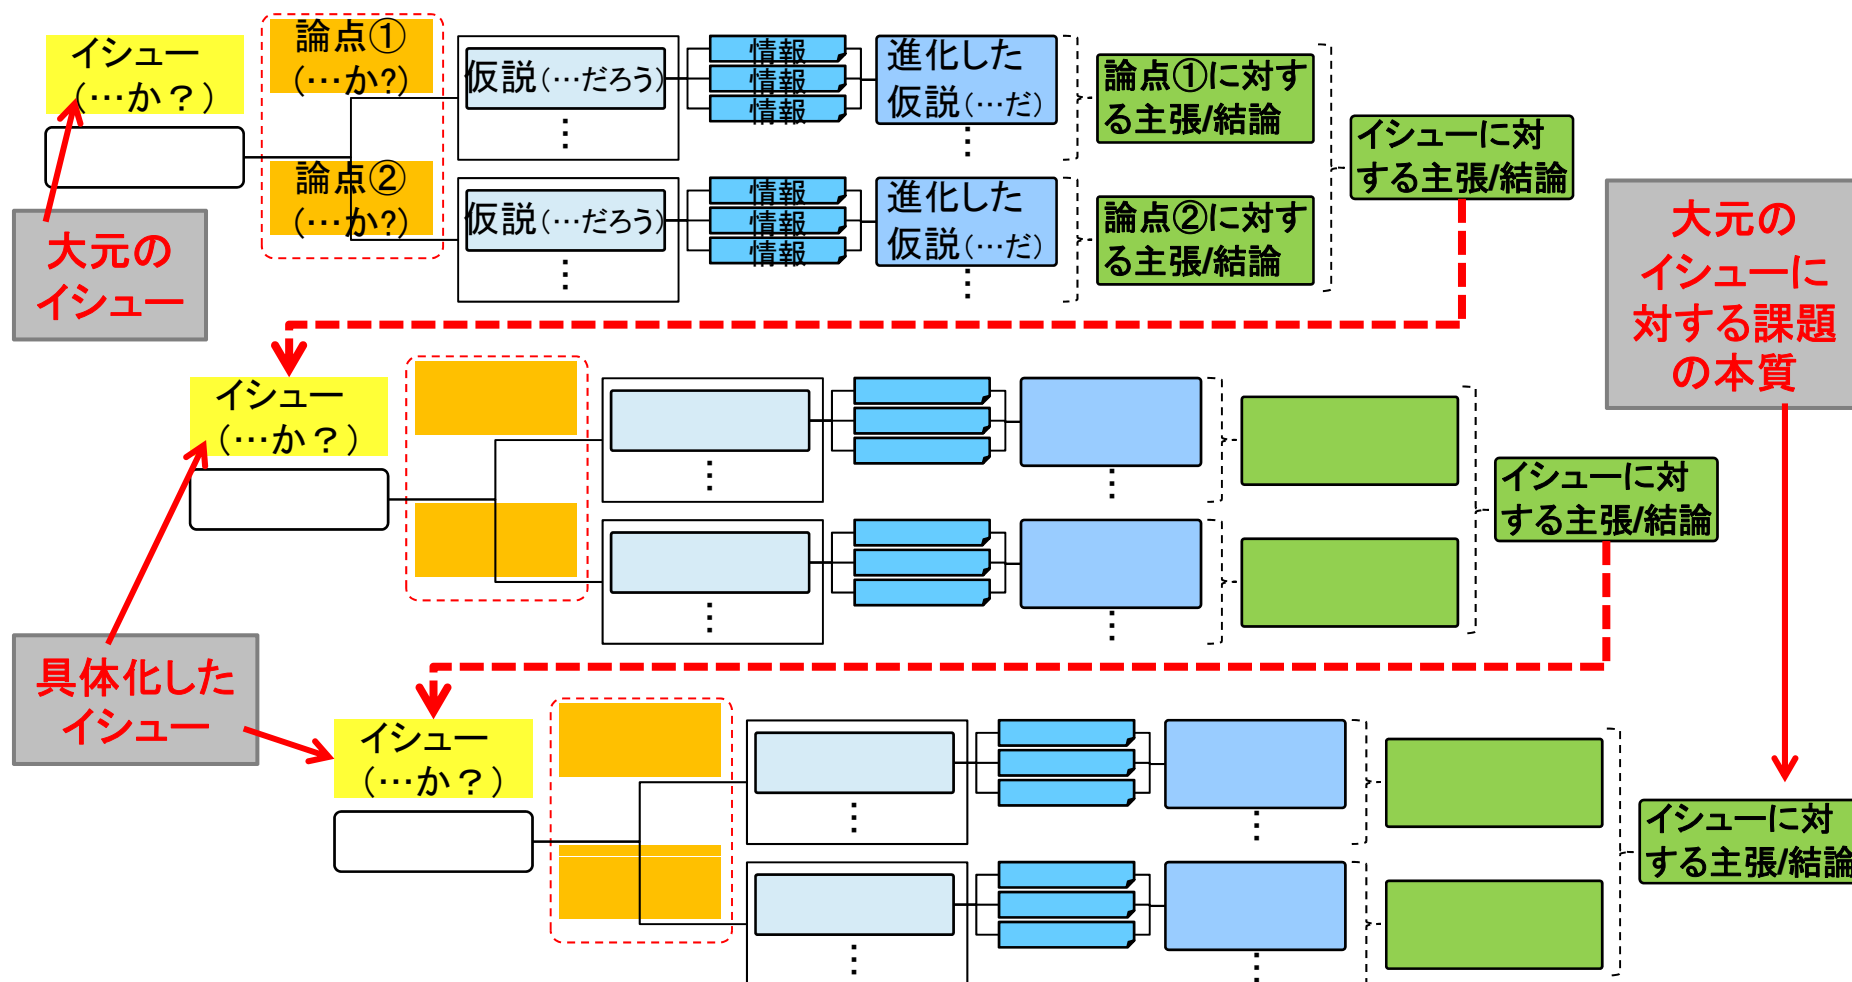 イシュー
(…か？)
論点①
(…か?)
仮説(…だろう)
⋮
情報
情報
情報
進化した
仮説(…だ)
⋮
論点①に対す
る主張/結論
論点②
(…か?)
仮説(…だろう)
⋮
情報
情報
情報
進化した
仮説(…だ)
⋮
論点②に対す
る主張/結論
イシューに対
する主張/結論
大元の
イシュー
大元の
イシューに
対する課題
の本質
イシュー
(…か？)
⋮
⋮
⋮
⋮
イシューに対
する主張/結論
具体化した
イシュー
イシュー
(…か？)
⋮
⋮
⋮
⋮
イシューに対
する主張/結論